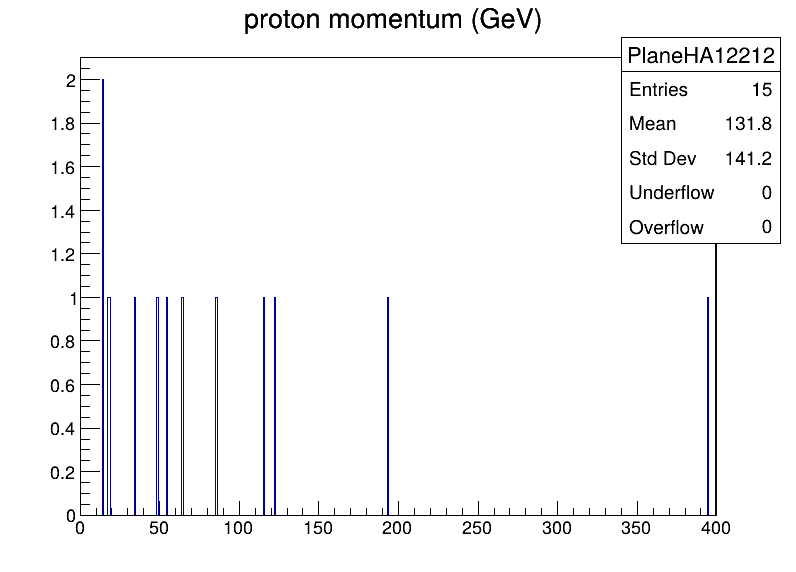 proton momentum (GeV)
PlaneHA12212
Entries 15
Mean 131.8
Std Dev 141.2
Underflow 0
Overflow 0
2
1.8
1.6
1.4
1.2
1
0.8
0.6
0.4
0.2
0
0 50 100 150 200 250 300 350 400